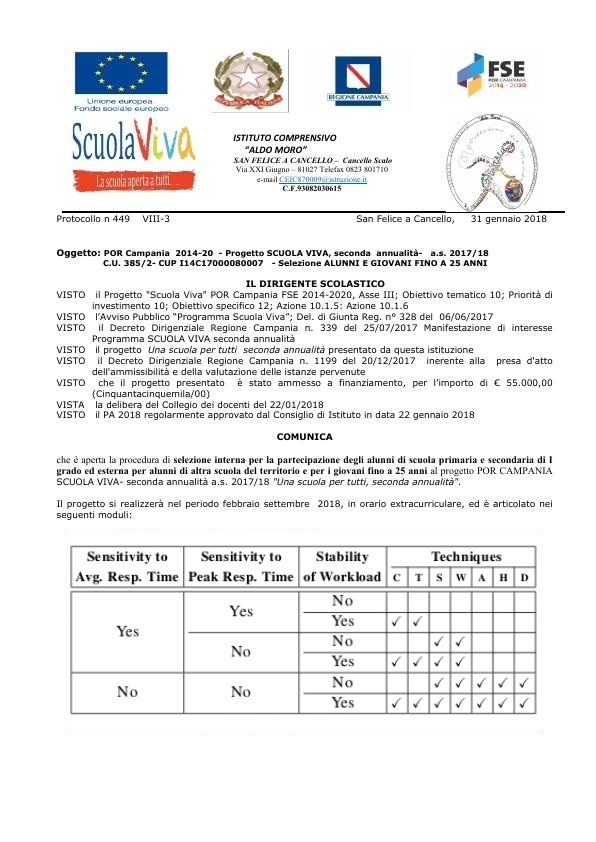 Unione europea
Fondo sociale europeo
REPVBBLICA ITALIANA
REGIONE CAMPANIA
FSE
POR CAMPANIA
2014 - 2020
ScuolaViva
La scuola aperta a tutti...
ISTITUTO COMPRENSIVO
"ALDO MORO"
SAN FELICE A CANCELLO – Cancello Scalo
Via XXI Giugno – 81027 Telefax 0823 801710
e-mail CEIC870009@istruzione.it
C.F.93082030615
Protocollo n 449 VIII-3 San Felice a Cancello, 31 gennaio 2018
Oggetto: POR Campania 2014-20 - Progetto SCUOLA VIVA, seconda annualità- a.s. 2017/18
C.U. 385/2- CUP I14C17000080007 - Selezione ALUNNI E GIOVANI FINO A 25 ANNI
IL DIRIGENTE SCOLASTICO
VISTO il Progetto "Scuola Viva" POR Campania FSE 2014-2020, Asse III; Obiettivo tematico 10; Priorità di
investimento 10; Obiettivo specifico 12; Azione 10.1.5: Azione 10.1.6
VISTO l'Avviso Pubblico "Programma Scuola Viva"; Del. di Giunta Reg. n° 328 del 06/06/2017
VISTO il Decreto Dirigenziale Regione Campania n. 339 del 25/07/2017 Manifestazione di interesse
Programma SCUOLA VIVA seconda annualità
VISTO il progetto Una scuola per tutti seconda annualità presentato da questa istituzione
VISTO il Decreto Dirigenziale Regione Campania n. 1199 del 20/12/2017 inerente alla presa d'atto
dell'ammissibilità e della valutazione delle istanze pervenute
VISTO che il progetto presentato è stato ammesso a finanziamento, per l'importo di € 55.000,00
(Cinquantacinquemila/00)
VISTA la delibera del Collegio dei docenti del 22/01/2018
VISTO il PA 2018 regolarmente approvato dal Consiglio di Istituto in data 22 gennaio 2018
COMUNICA
che è aperta la procedura di selezione interna per la partecipazione degli alunni di scuola primaria e secondaria di I
grado ed esterna per alunni di altra scuola del territorio e per i giovani fino a 25 anni al progetto POR CAMPANIA
SCUOLA VIVA- seconda annualità a.s. 2017/18 "Una scuola per tutti, seconda annualità".
Il progetto si realizzerà nel periodo febbraio settembre 2018, in orario extracurriculare, ed è articolato nei
seguenti moduli:
Sensitivity to Sensitivity to Stability Techniques
Avg. Resp. Time Peak Resp. Time of Workload C T S W A H D
Yes Yes No
Yes ✓ ✓
No No ✓ ✓
Yes ✓ ✓ ✓ ✓
No No No ✓ ✓ ✓ ✓ ✓
Yes ✓ ✓ ✓ ✓ ✓ ✓ ✓